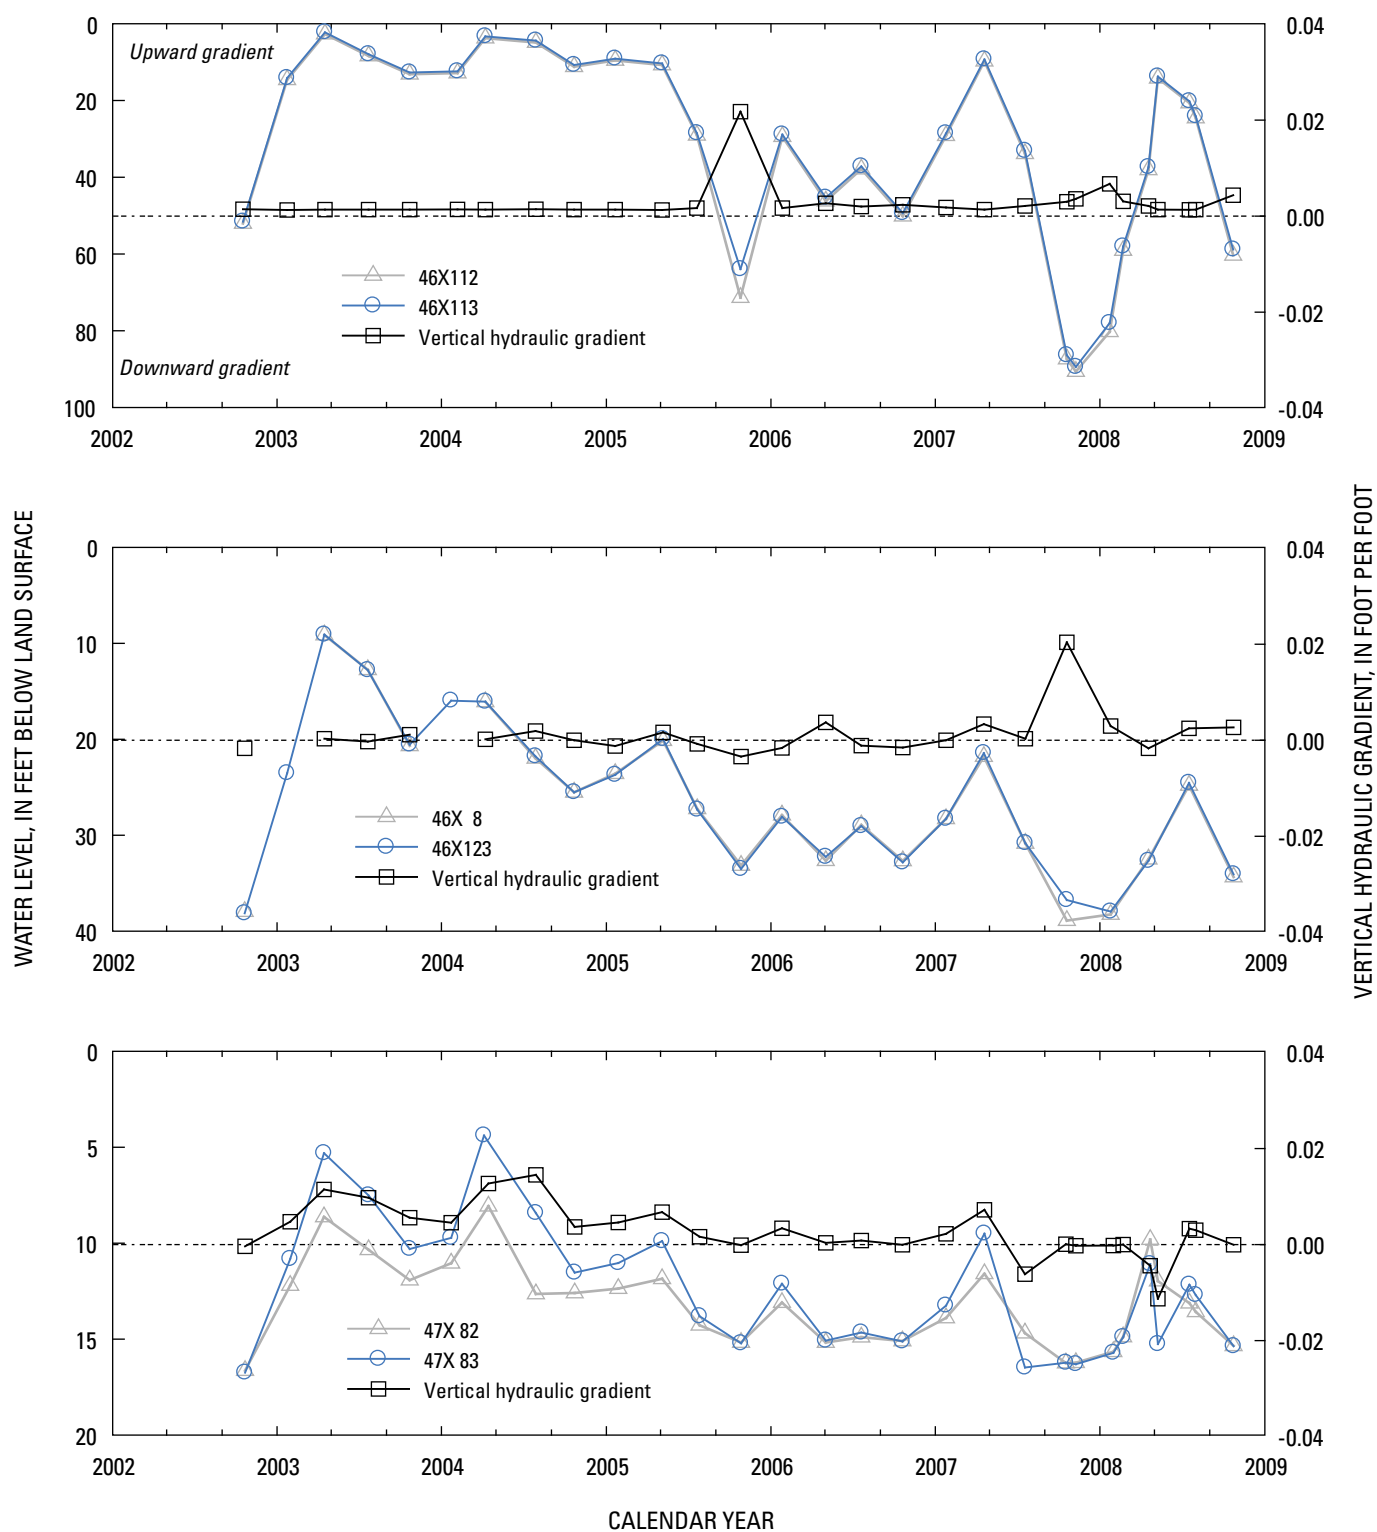 WATER LEVEL, IN FEET BELOW LAND SURFACE
VERTICAL HYDRAULIC GRADIENT, IN FOOT PER FOOT
0
20
40
60
80
100
Upward gradient
46X112
46X113
Vertical hydraulic gradient
Downward gradient
0.04
0.02
0.00
-0.02
-0.04
2002 2003 2004 2005 2006 2007 2008 2009
0
10
20
30
40
46X 8
46X123
Vertical hydraulic gradient
0.04
0.02
0.00
-0.02
-0.04
2002 2003 2004 2005 2006 2007 2008 2009
0
5
10
15
20
47X 82
47X 83
Vertical hydraulic gradient
0.04
0.02
0.00
-0.02
-0.04
2002 2003 2004 2005 2006 2007 2008 2009
CALENDAR YEAR